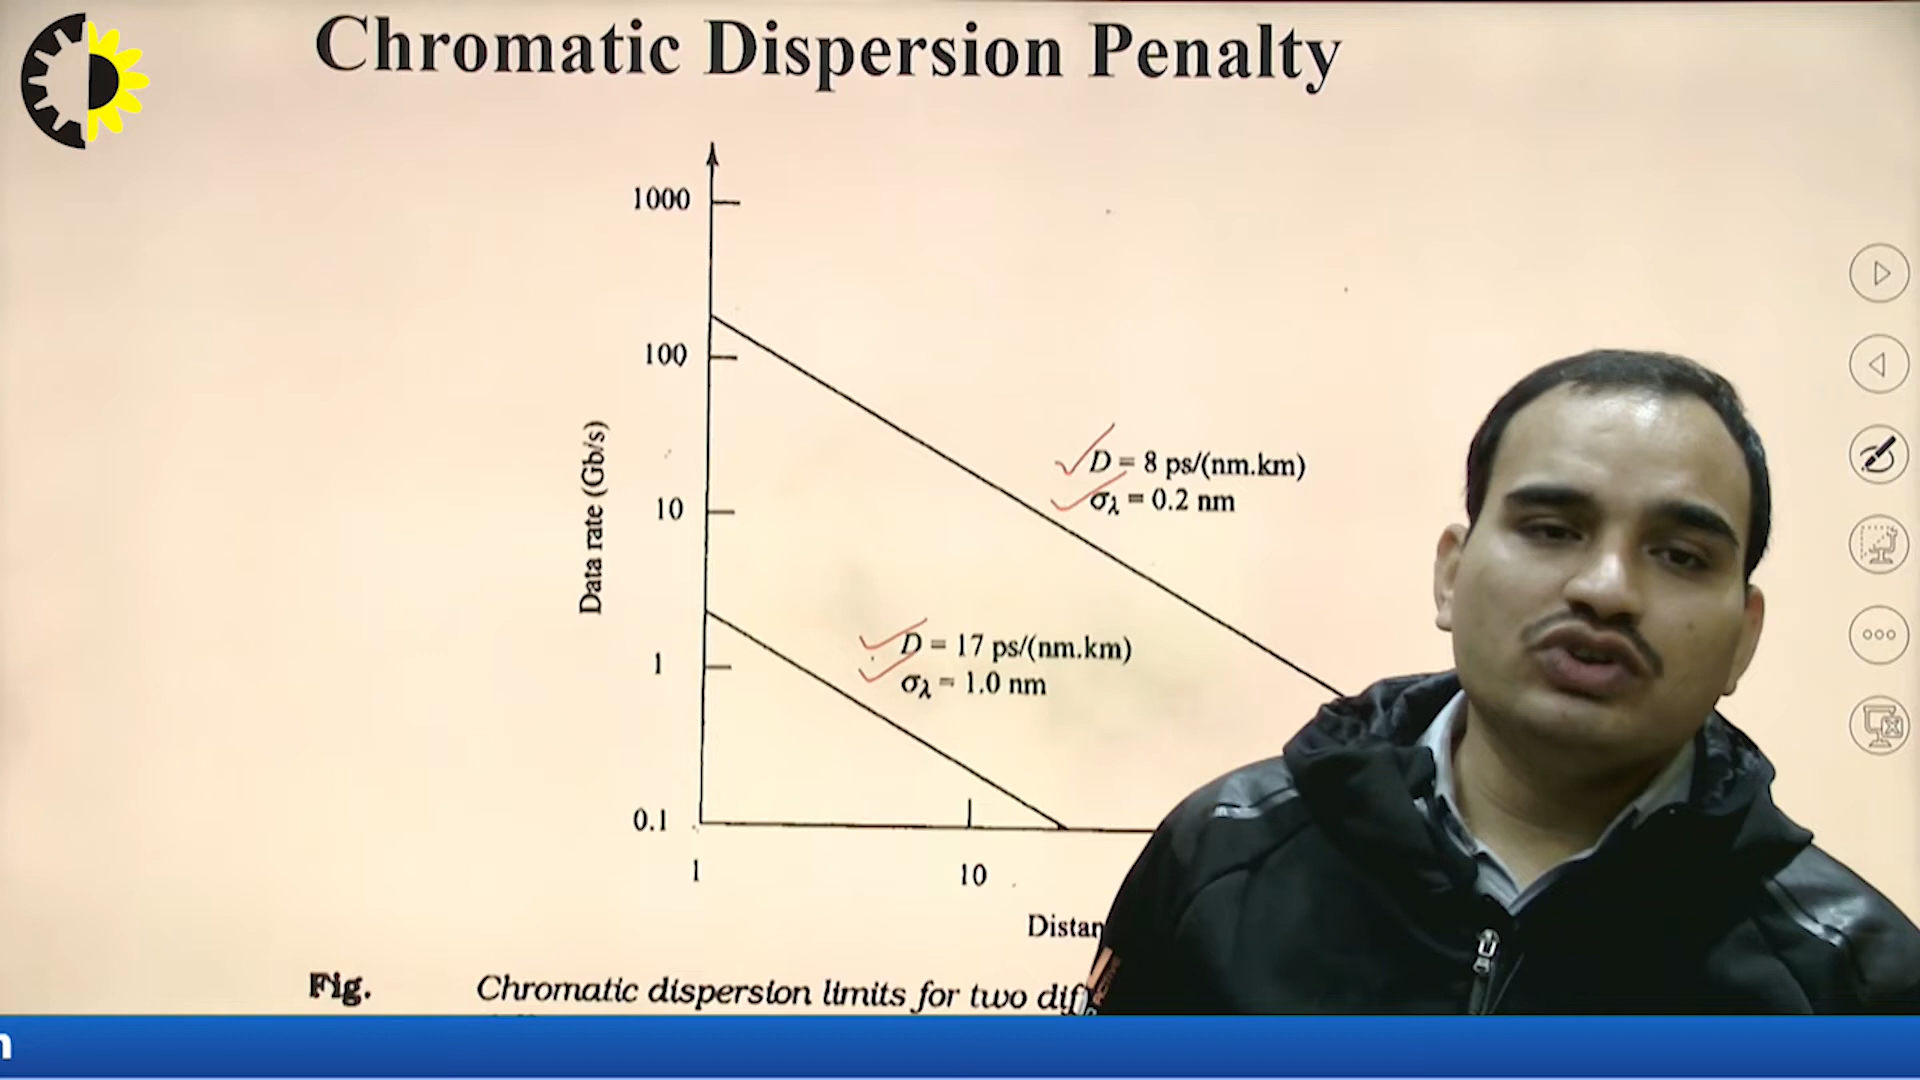 Chromatic Dispersion Penalty
1000
100
10
1
0.1
Data rate (Gb/s)
D = 8 ps/(nm.km)
σλ = 0.2 nm
D = 17 ps/(nm.km)
σλ = 1.0 nm
1
10
Fig.
Chromatic dispersion limits for two